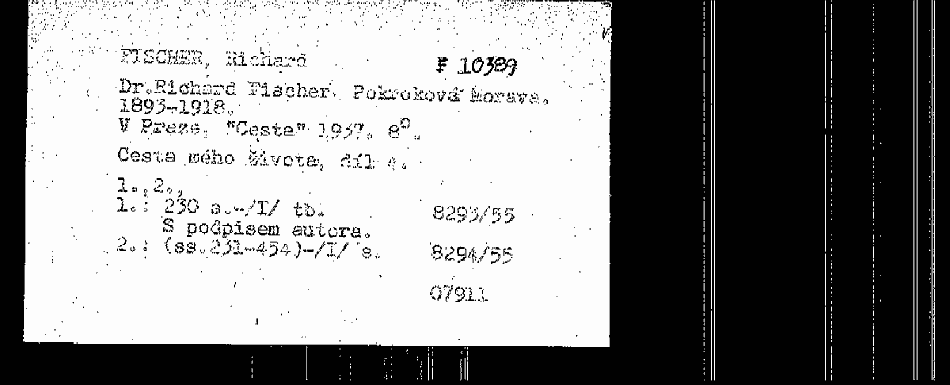 FISCHER, Richard F 10389
Dr.Richard Fischer. Pokroková Morava.
1893-1918.
V Praze, "Cesta" 1937. 8°.
Cesta mého života, díl
1.,2.,
1.: 230 s.-/I/ tb. 8293/55
S podpisem autora.
2.: (ss.231-454)-/I/ s. 8294/55
07911